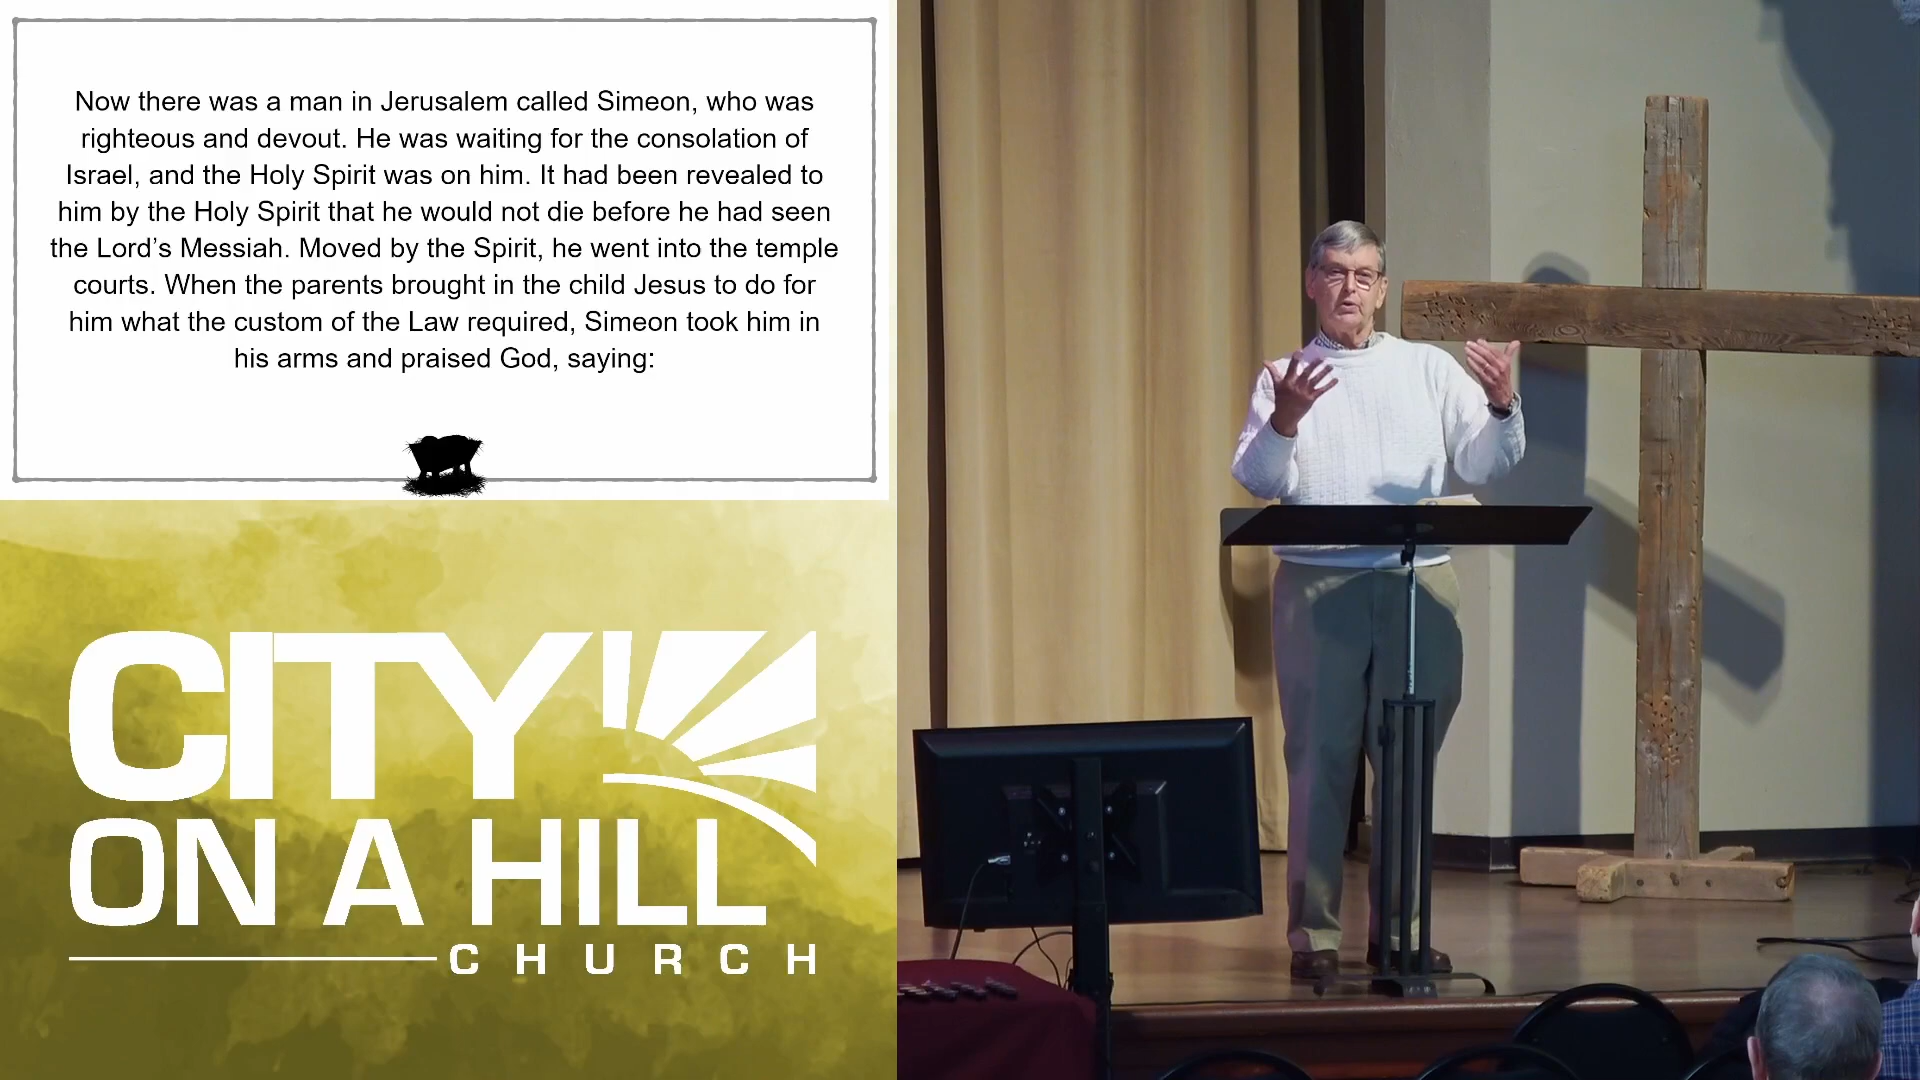 Now there was a man in Jerusalem called Simeon, who was
righteous and devout. He was waiting for the consolation of
Israel, and the Holy Spirit was on him. It had been revealed to
him by the Holy Spirit that he would not die before he had seen
the Lord’s Messiah. Moved by the Spirit, he went into the temple
courts. When the parents brought in the child Jesus to do for
him what the custom of the Law required, Simeon took him in
his arms and praised God, saying:
CITY
ON A HILL
CHURCH